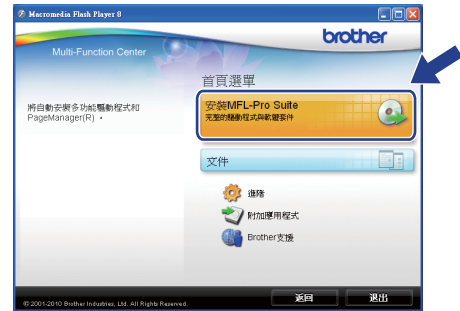 Macromedia Flash Player 8
brother
Multi-Function Center
首頁選單
將自動安裝多功能驅動程式和
PageManager(R) 。
安裝MFL-Pro Suite
完整的驅動程式與軟體套件
文件
進階
附加應用程式
Brother支援
© 2001-2010 Brother Industries, Ltd. All Rights Reserved.
返回
退出